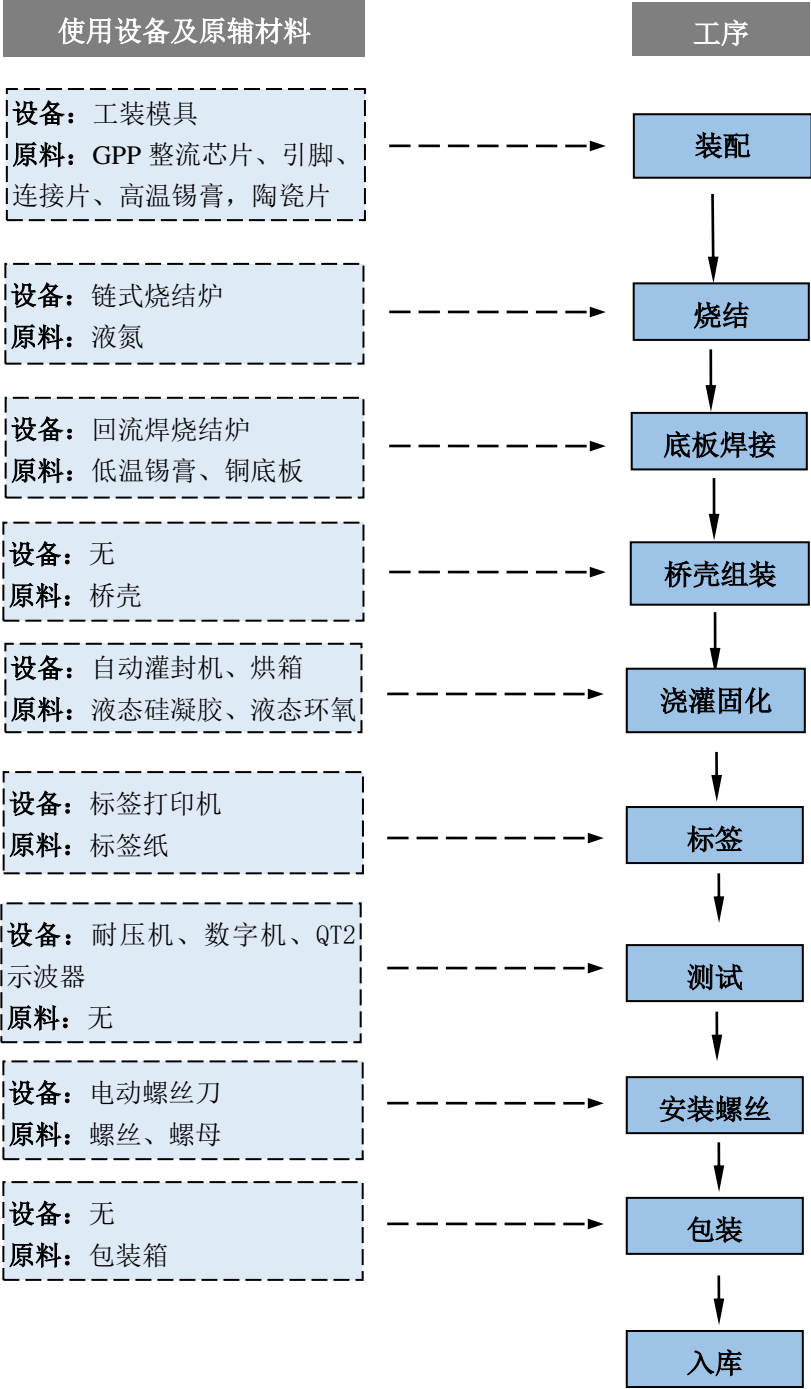 使用设备及原辅材料
工序
设备：工装模具
原料：GPP 整流芯片、引脚、
连接片、高温锡膏，陶瓷片
装配
设备：链式烧结炉
原料：液氮
烧结
设备：回流焊烧结炉
原料：低温锡膏、铜底板
底板焊接
设备：无
原料：桥壳
桥壳组装
设备：自动灌封机、烘箱
原料：液态硅凝胶、液态环氧
浇灌固化
设备：标签打印机
原料：标签纸
标签
设备：耐压机、数字机、QT2
示波器
原料：无
测试
设备：电动螺丝刀
原料：螺丝、螺母
安装螺丝
设备：无
原料：包装箱
包装
入库